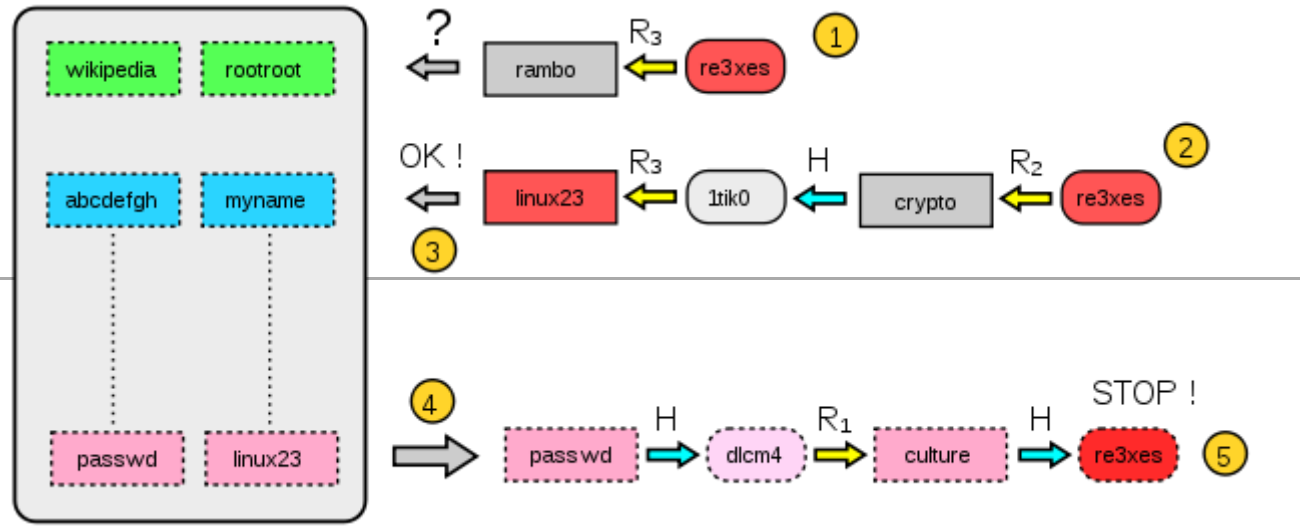 wikipedia rootroot ? rambo R₃ re3xes 1
abcdefgh myname OK ! linux23 R₃ 1tik0 H crypto R₂ re3xes 2
3
passwd linux23 4 passwd H dlcm4 R₁ culture H STOP ! re3xes 5